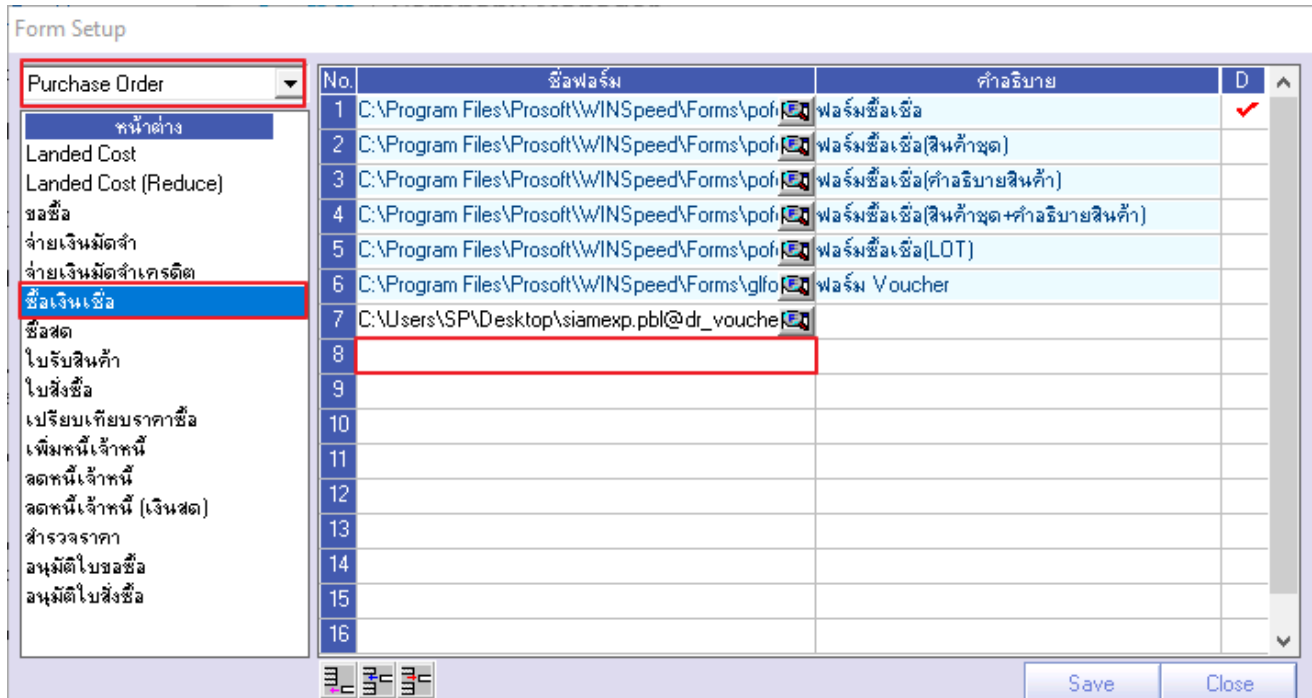 Form Setup
Purchase Order
หน้าต่าง
Landed Cost
Landed Cost (Reduce)
ขอซื้อ
จ่ายเงินมัดจำ
จ่ายเงินมัดจำเครดิต
ซื้อเงินเชื่อ
ซื้อสด
ใบรับสินค้า
ใบสั่งซื้อ
เปรียบเทียบราคาซื้อ
เพิ่มหนี้เจ้าหนี้
ลดหนี้เจ้าหนี้
ลดหนี้เจ้าหนี้ (เงินสด)
สำรวจราคา
อนุมัติใบขอซื้อ
อนุมัติใบสั่งซื้อ
No. ชื่อฟอร์ม คำอธิบาย D
1 C:\Program Files\Prosoft\WINSpeed\Forms\pof ฟอร์มซื้อเชื่อ
2 C:\Program Files\Prosoft\WINSpeed\Forms\pof ฟอร์มซื้อเชื่อ(สินค้าชุด)
3 C:\Program Files\Prosoft\WINSpeed\Forms\pof ฟอร์มซื้อเชื่อ(คำอธิบายสินค้า)
4 C:\Program Files\Prosoft\WINSpeed\Forms\pof ฟอร์มซื้อเชื่อ(สินค้าชุด+คำอธิบายสินค้า)
5 C:\Program Files\Prosoft\WINSpeed\Forms\pof ฟอร์มซื้อเชื่อ(LOT)
6 C:\Program Files\Prosoft\WINSpeed\Forms\glfo ฟอร์ม Voucher
7 C:\Users\SP\Desktop\siamexp.pbl@dr_vouche
8
9
10
11
12
13
14
15
16
Save Close